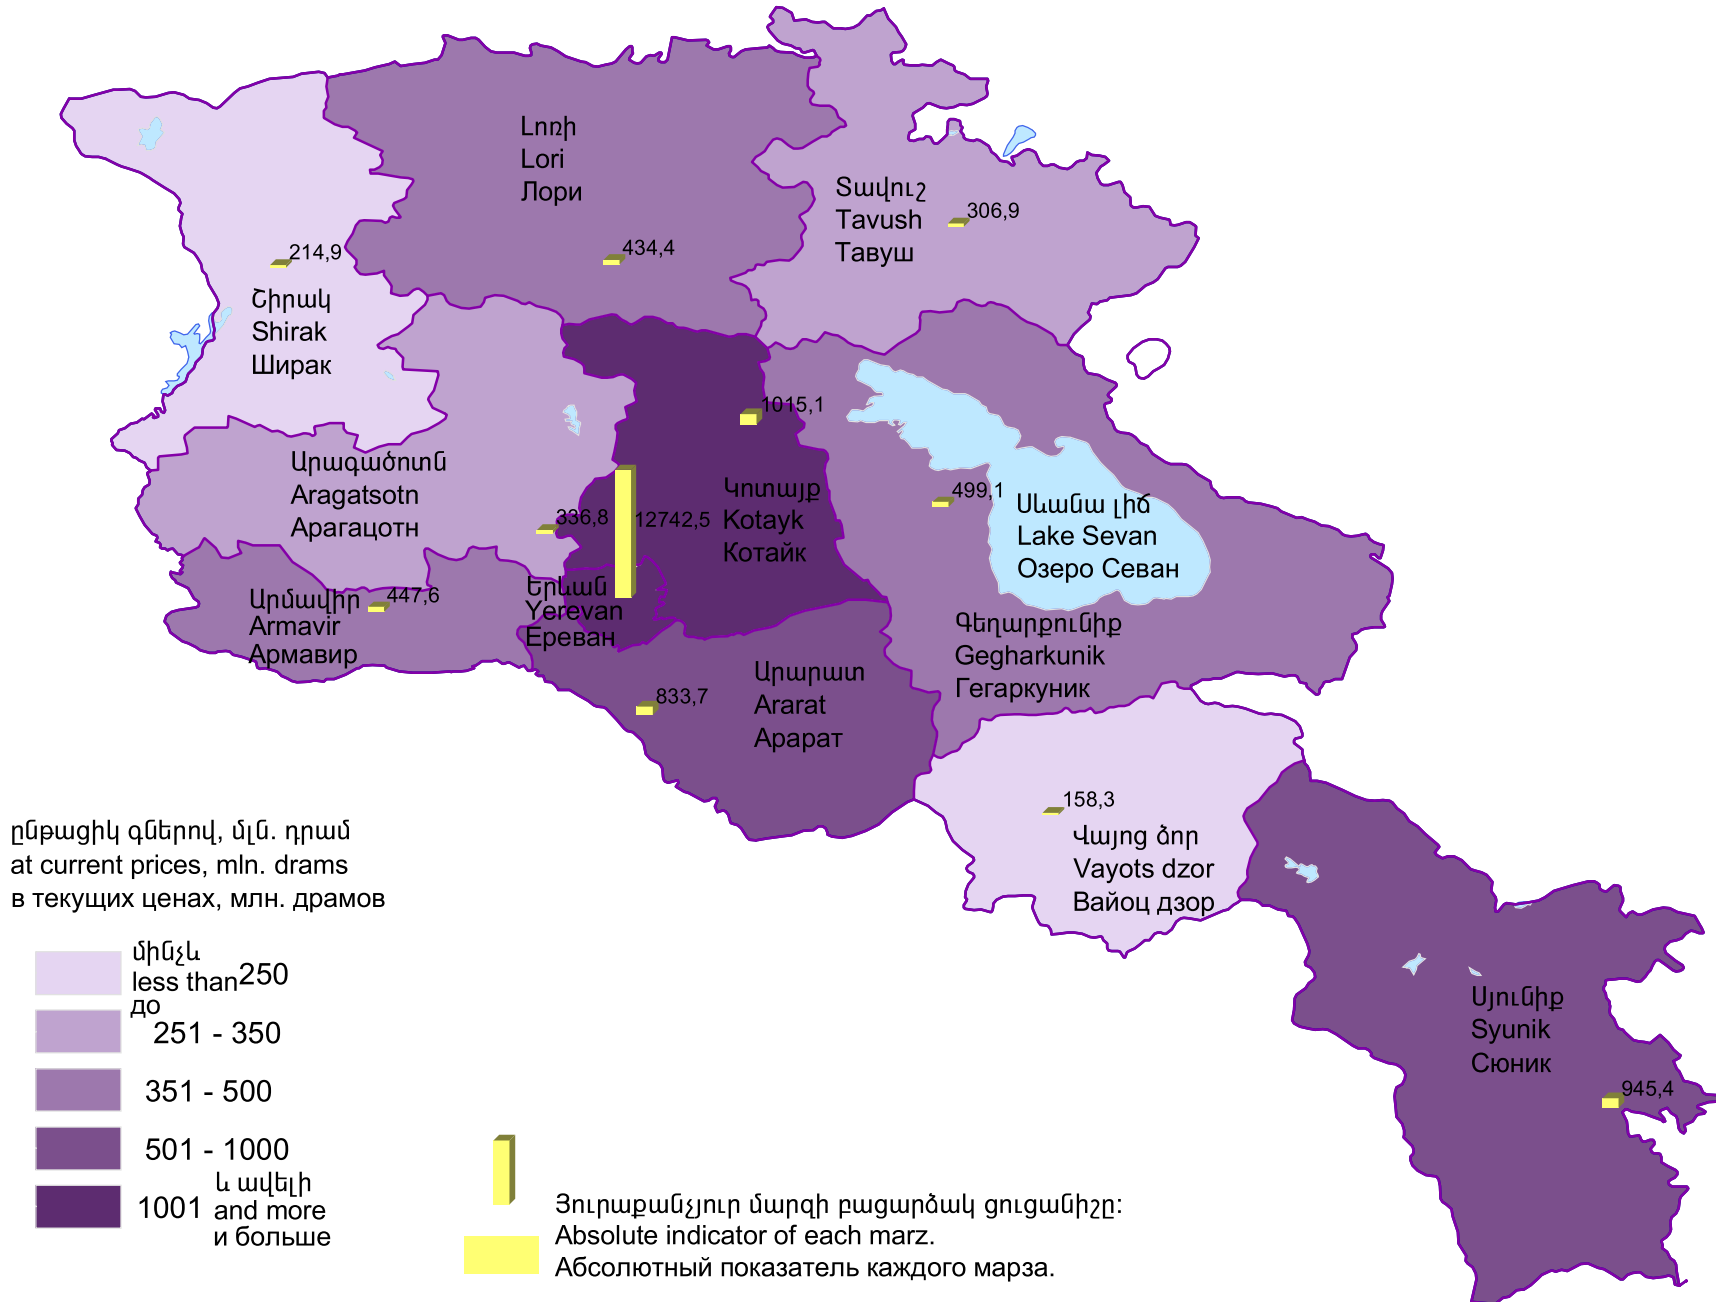 Լոռի
Lori
Лори
434,4
Տավուշ
Tavush
Тавуш
306,9
214,9
Շիրակ
Shirak
Ширак
1015,1
Կոտայք
Kotayk
Котайк
Արագածոտն
Aragatsotn
Арагацотн
336,8
12742,5
499,1
Սևանա լիճ
Lake Sevan
Озеро Севан
Արմավիր
Armavir
Армавир
447,6
Երևան
Yerevan
Ереван
Գեղարքունիք
Gegharkunik
Гегаркуник
833,7
Արարատ
Ararat
Арарат
158,3
Վայոց ձոր
Vayots dzor
Вайоц дзор
Սյունիք
Syunik
Сюник
945,4
ընթացիկ գներով, մլն. դրամ
at current prices, mln. drams
в текущих ценах, млн. драмов
մինչև
less than 250
до
251 - 350
351 - 500
501 - 1000
և ավելի
1001 and more
и больше
Յուրաքանչյուր մարզի բացարձակ ցուցանիշը:
Absolute indicator of each marz.
Абсолютный показатель каждого марза.